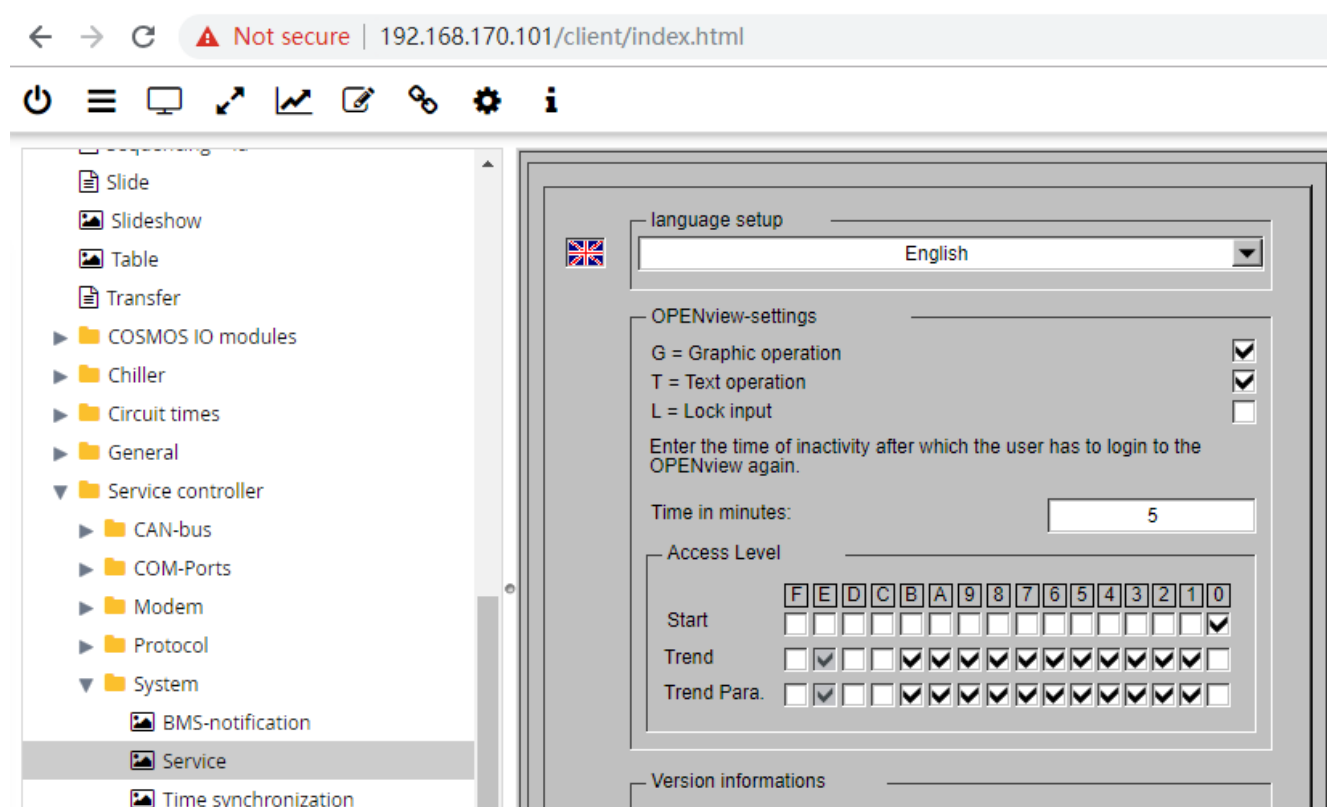 Not secure | 192.168.170.101/client/index.html
Slide
Slideshow
Table
Transfer
COSMOS IO modules
Chiller
Circuit times
General
Service controller
CAN-bus
COM-Ports
Modem
Protocol
System
BMS-notification
Service
Time synchronization
language setup
English
OPENview-settings
G = Graphic operation
T = Text operation
L = Lock input
Enter the time of inactivity after which the user has to login to the
OPENview again.
Time in minutes:
5
Access Level
F E D C B A 9 8 7 6 5 4 3 2 1 0
Start
Trend
Trend Para.
Version informations